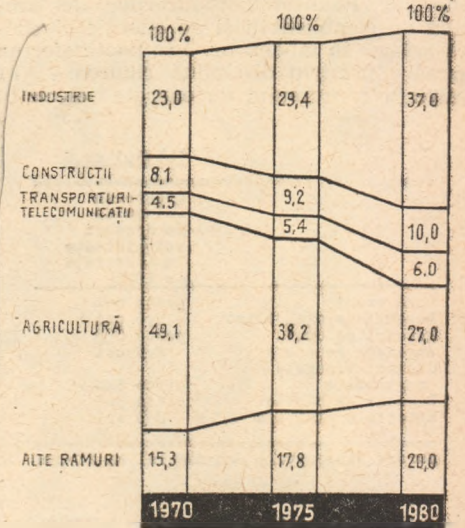 100% 100% 100%
INDUSTRIE 23,0 29,4 37,0
CONSTRUCȚII 8,1 9,2 10,0
TRANSPORTURI-
TELECOMUNICAȚII 4.5 5,4 6.0
AGRICULTURĂ 49,1 38,2 27,0
ALTE RAMURI 15,3 17,8 20,0
1970 1975 1980